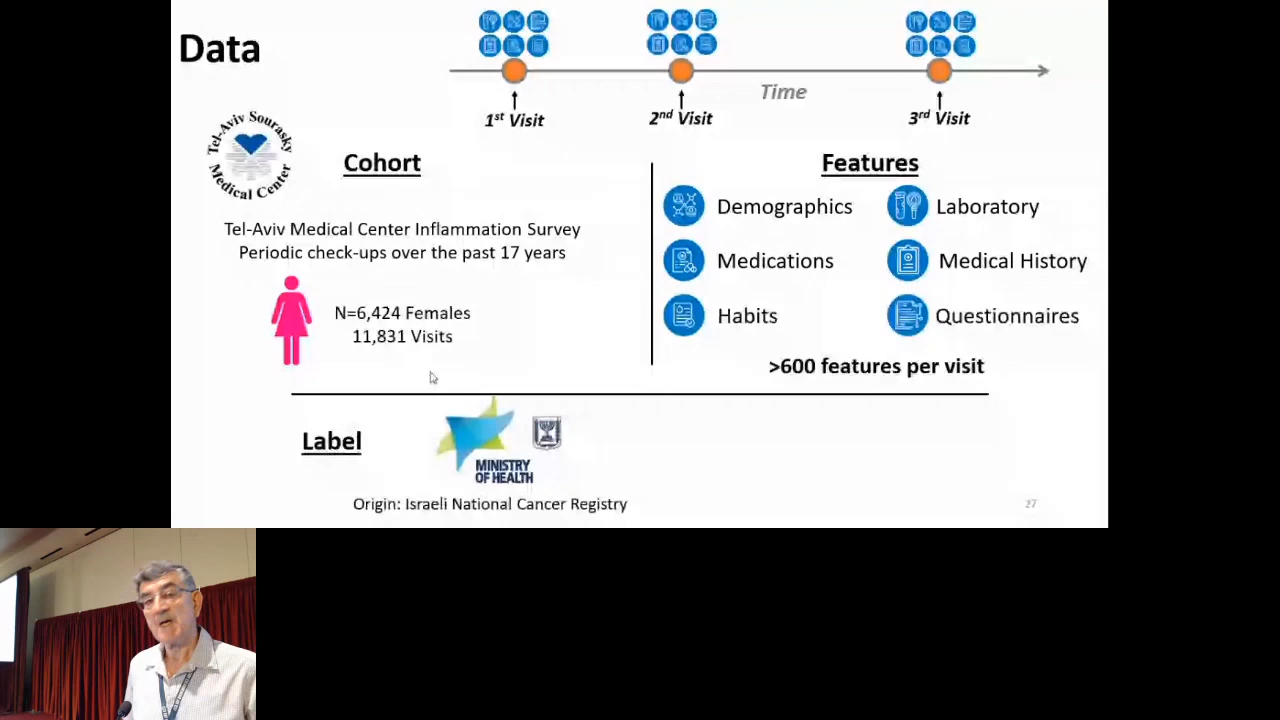 Data
1st Visit
2nd Visit
Time
3rd Visit
Tel-Aviv Sourasky
Medical Center
Cohort
Tel-Aviv Medical Center Inflammation Survey
Periodic check-ups over the past 17 years
N=6,424 Females
11,831 Visits
Features
Demographics
Laboratory
Medications
Medical History
Habits
Questionnaires
>600 features per visit
Label
MINISTRY
OF HEALTH
Origin: Israeli National Cancer Registry
27